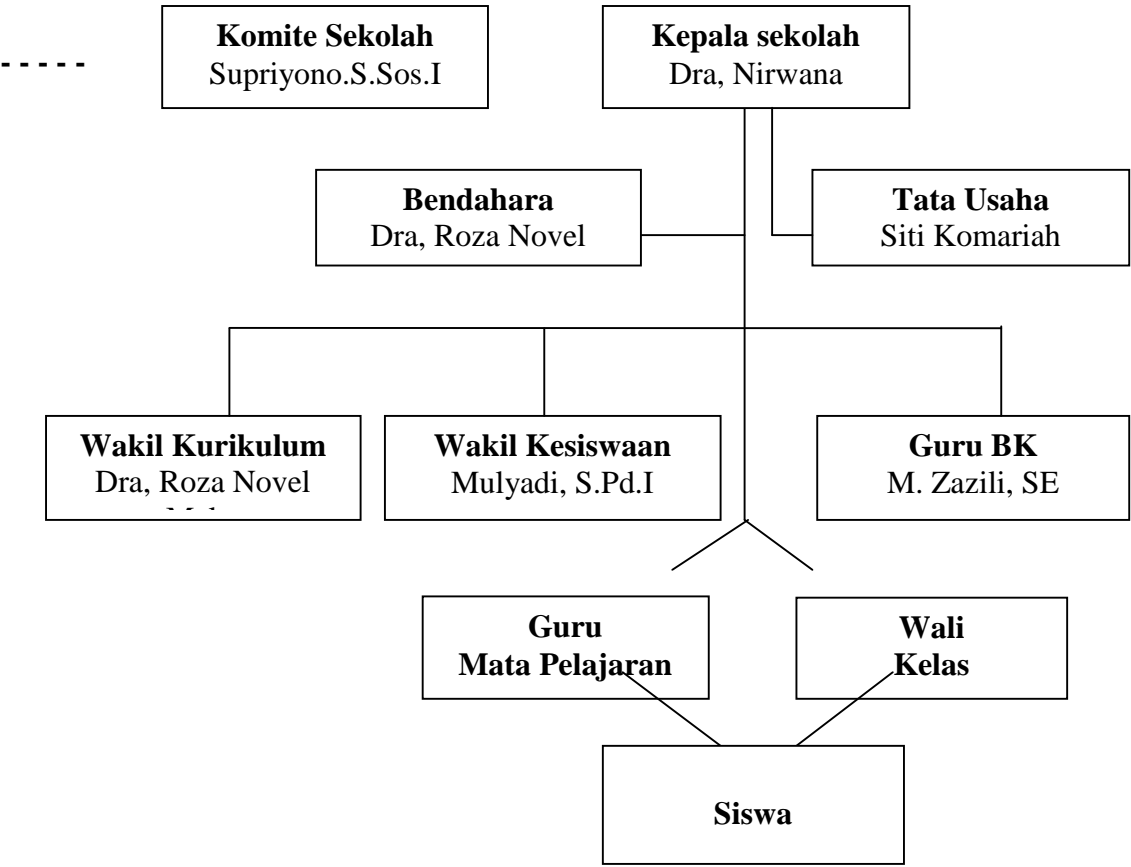 Komite Sekolah
Supriyono.S.Sos.I
Kepala sekolah
Dra, Nirwana
Bendahara
Dra, Roza Novel
Tata Usaha
Siti Komariah
Wakil Kurikulum
Dra, Roza Novel
Wakil Kesiswaan
Mulyadi, S.Pd.I
Guru BK
M. Zazili, SE
Guru
Mata Pelajaran
Wali
Kelas
Siswa